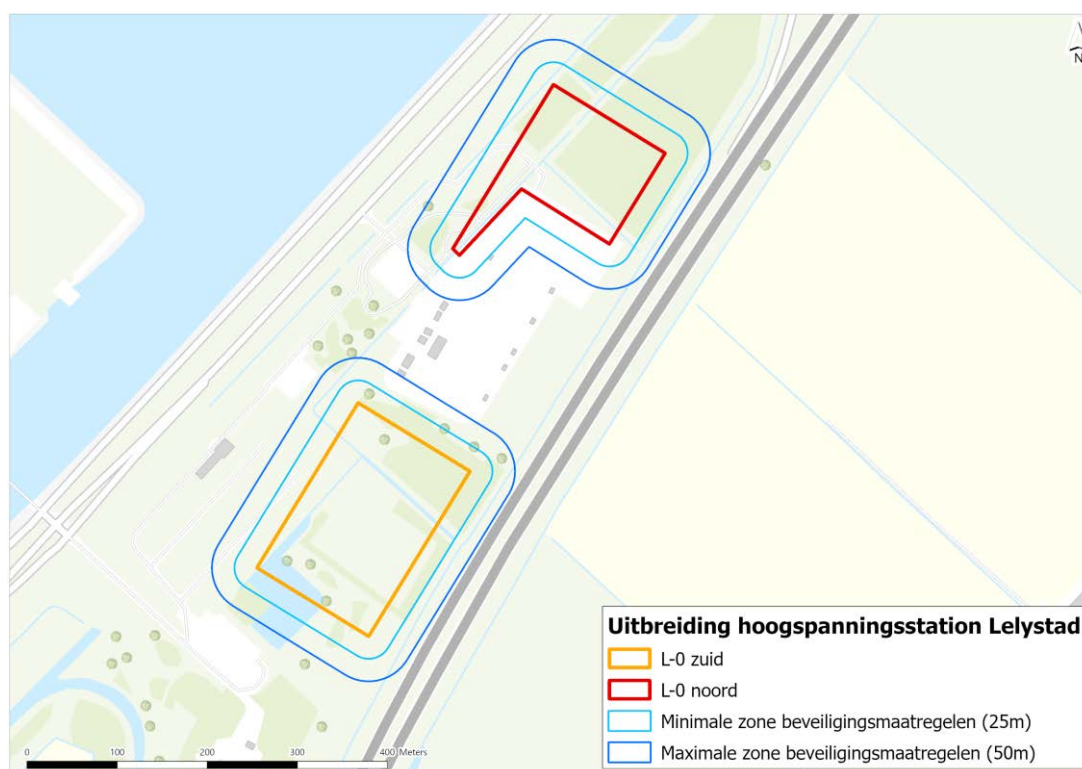 N
Uitbreiding hoogspanningsstation Lelystad
L-0 zuid
L-0 noord
Minimale zone beveiligingsmaatregelen (25m)
Maximale zone beveiligingsmaatregelen (50m)
0 100 200 300 400 Meters